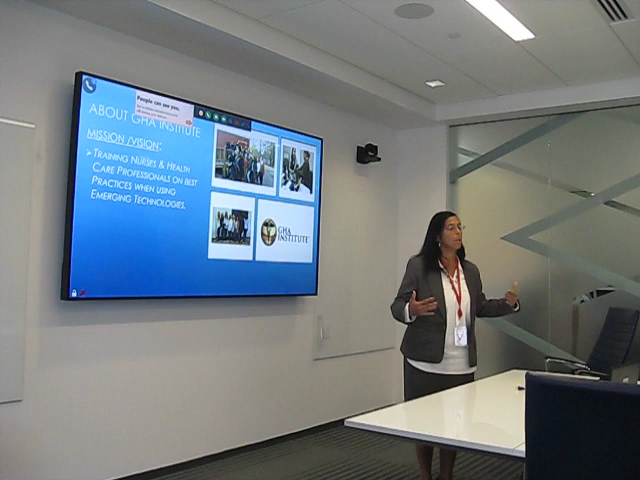 People can see you.
ABOUT GHA INSTITUTE
MISSION /VISION:
➢TRAINING NURSES & HEALTH
CARE PROFESSIONALS ON BEST
PRACTICES WHEN USING
EMERGING TECHNOLOGIES.
GHA
INSTITUTE